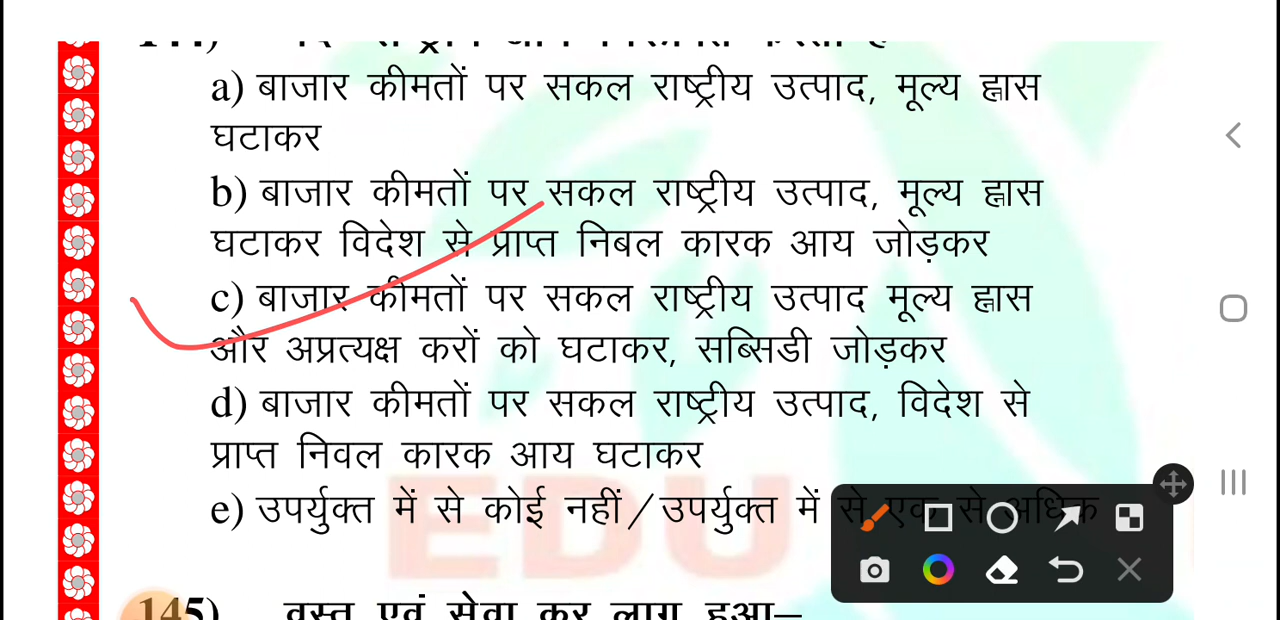 a) बाजार कीमतों पर सकल राष्ट्रीय उत्पाद, मूल्य ह्रास
घटाकर
b) बाजार कीमतों पर सकल राष्ट्रीय उत्पाद, मूल्य ह्रास
घटाकर विदेश से प्राप्त निबल कारक आय जोड़कर
c) बाजार कीमतों पर सकल राष्ट्रीय उत्पाद मूल्य ह्रास
और अप्रत्यक्ष करों को घटाकर, सब्सिडी जोड़कर
d) बाजार कीमतों पर सकल राष्ट्रीय उत्पाद, विदेश से
प्राप्त निवल कारक आय घटाकर
e) उपर्युक्त में से कोई नहीं/उपर्युक्त में से एक से अधिक
EDU
145) वस्तु एवं सेवा कर लागू हुआ–